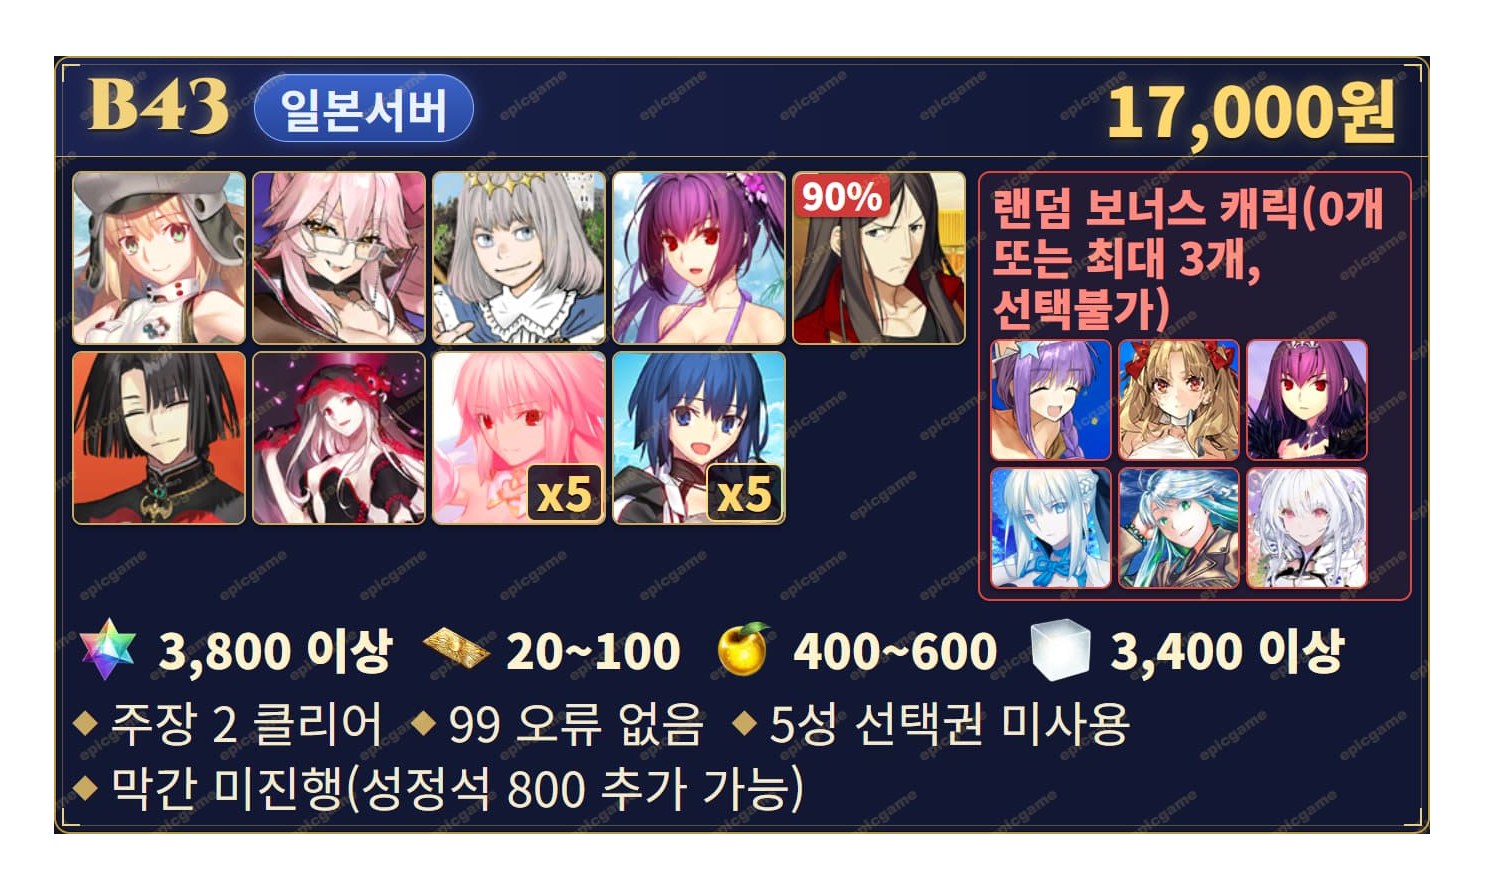 B43 일본서버 17,000원
90%
랜덤 보너스 캐릭(0개
또는 최대 3개,
선택불가)
x5 x5
3,800 이상 20~100 400~600 3,400 이상
◆ 주장 2 클리어 ◆ 99 오류 없음 ◆ 5성 선택권 미사용
◆ 막간 미진행(성정석 800 추가 가능)
epicgame